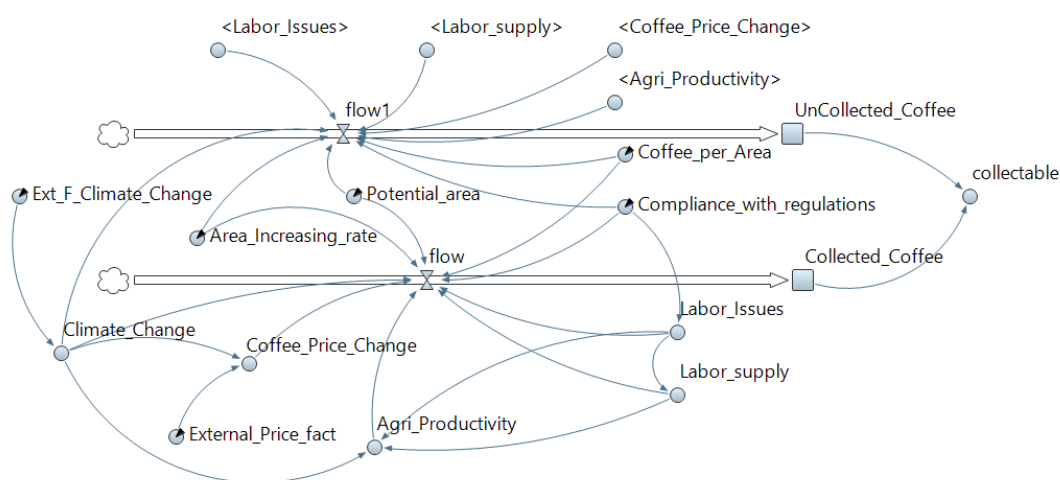 <Labor_Issues>
<Labor_supply>
<Coffee_Price_Change>
<Agri_Productivity>
flow1
UnCollected_Coffee
Coffee_per_Area
collectable
Ext_F_Climate_Change
Potential_area
Compliance_with_regulations
Area_Increasing_rate
flow
Collected_Coffee
Labor_Issues
Climate_Change
Coffee_Price_Change
Labor_supply
External_Price_fact
Agri_Productivity